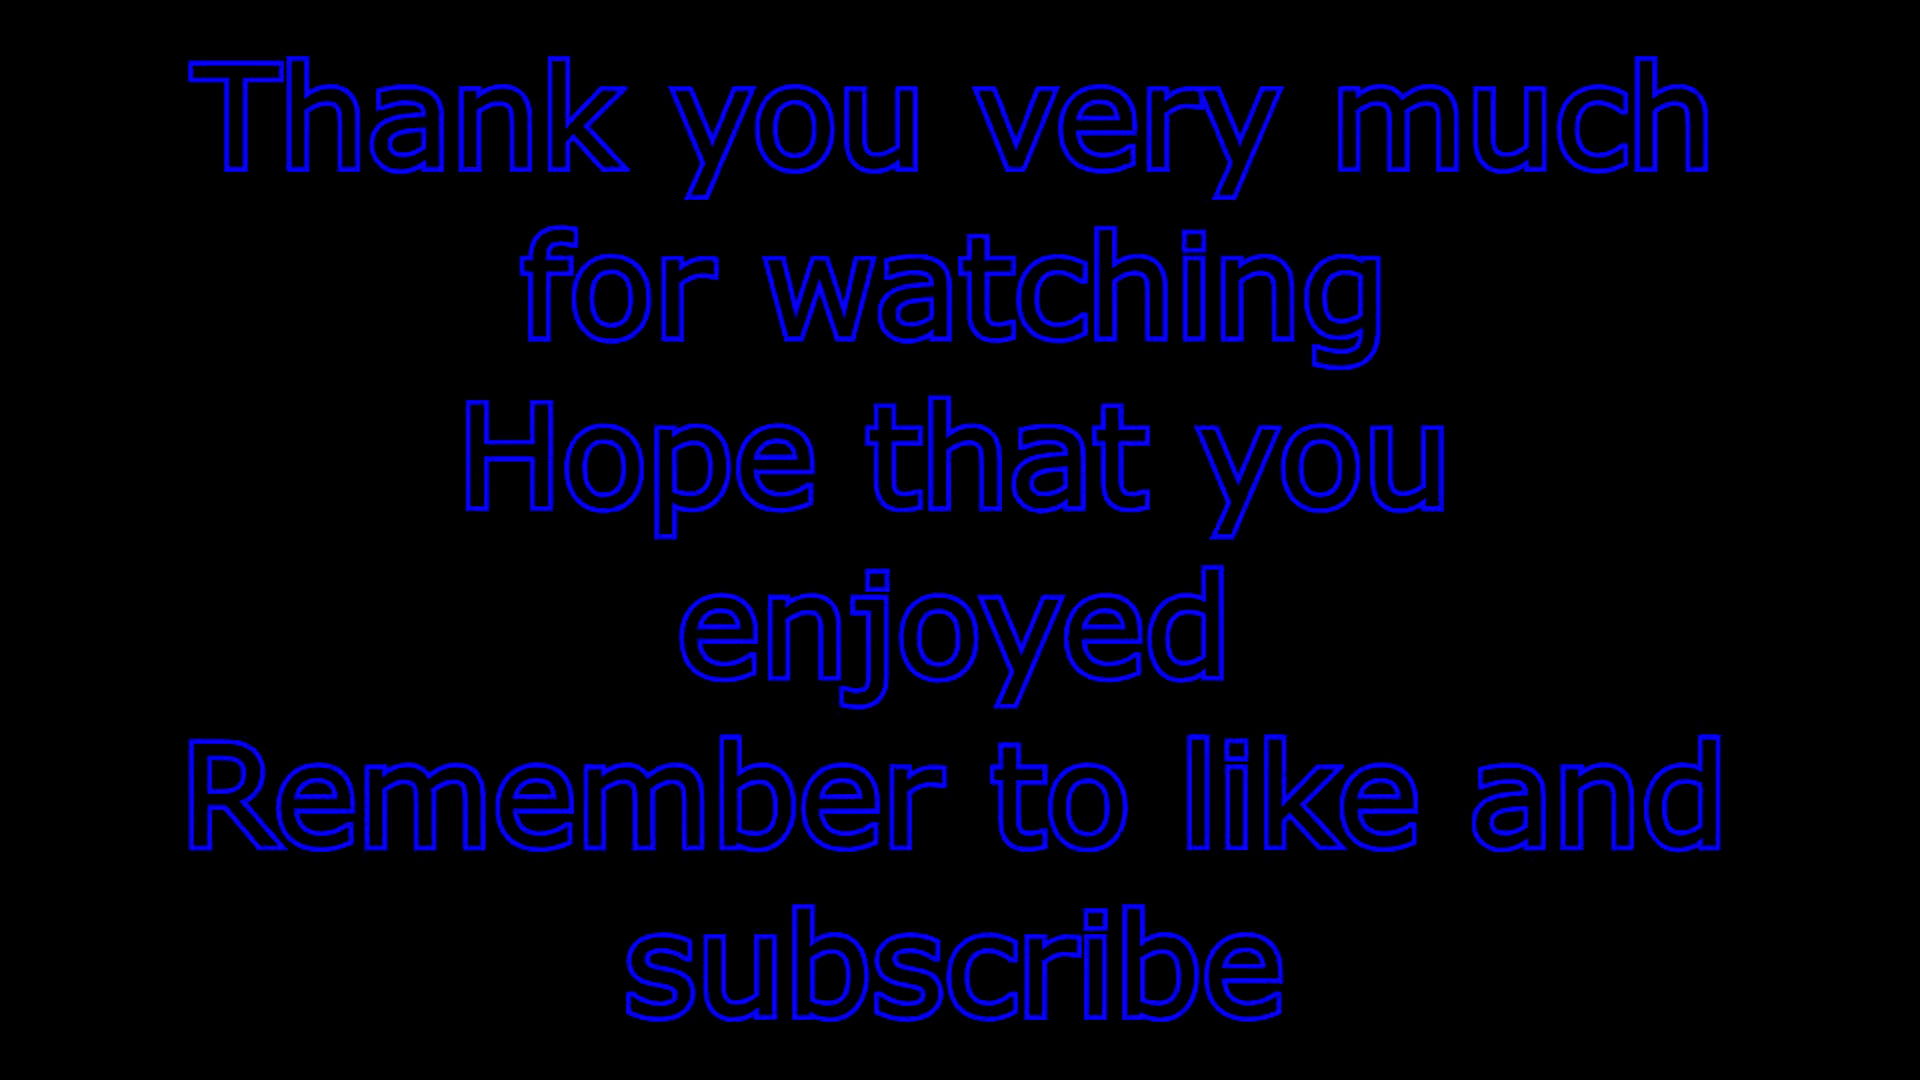 Thank you very much
for watching
Hope that you
enjoyed
Remember to like and
subscribe